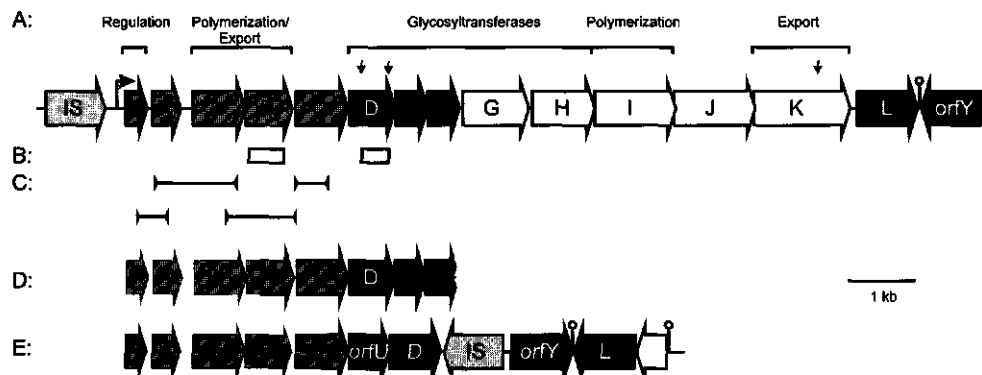 A:
Regulation
Polymerization/
Export
Glycosyltransferases
Polymerization
Export
IS
D
G
H
I
J
K
L
orfY
B:
C:
D:
D
1 kb
E:
orfU
D
IS
orfY
L